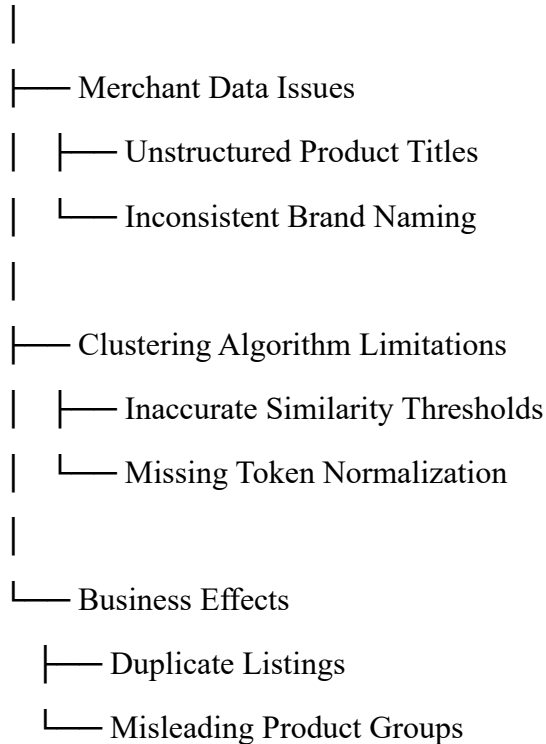 │
├── Merchant Data Issues
│   ├── Unstructured Product Titles
│   └── Inconsistent Brand Naming
│
├── Clustering Algorithm Limitations
│   ├── Inaccurate Similarity Thresholds
│   └── Missing Token Normalization
│
└── Business Effects
    ├── Duplicate Listings
    └── Misleading Product Groups